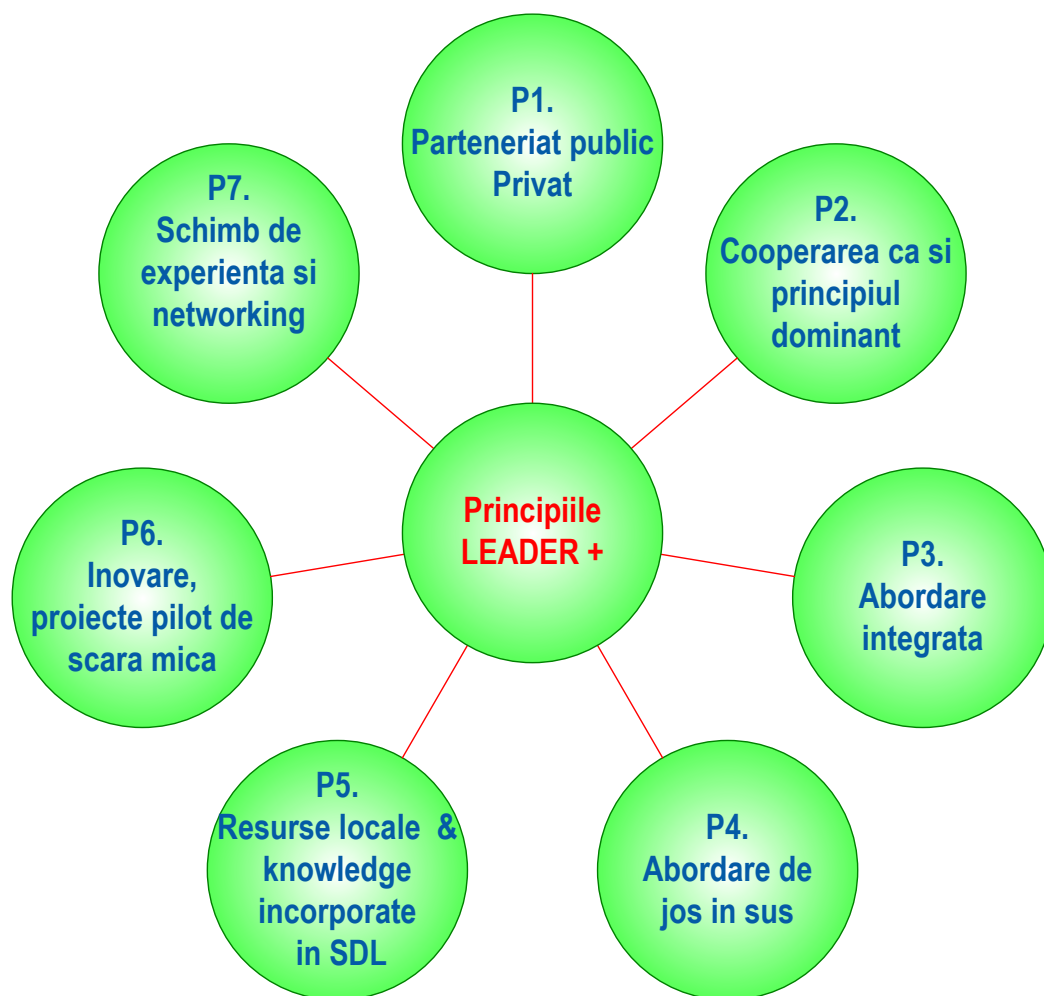 P1.
Parteneriat public
Privat
P2.
Cooperarea ca si
principiul
dominant
P3.
Abordare
integrata
P4.
Abordare de
jos in sus
P5.
Resurse locale &
knowledge
incorporate
in SDL
P6.
Inovare,
proiecte pilot de
scara mica
P7.
Schimb de
experienta si
networking
Principiile
LEADER +